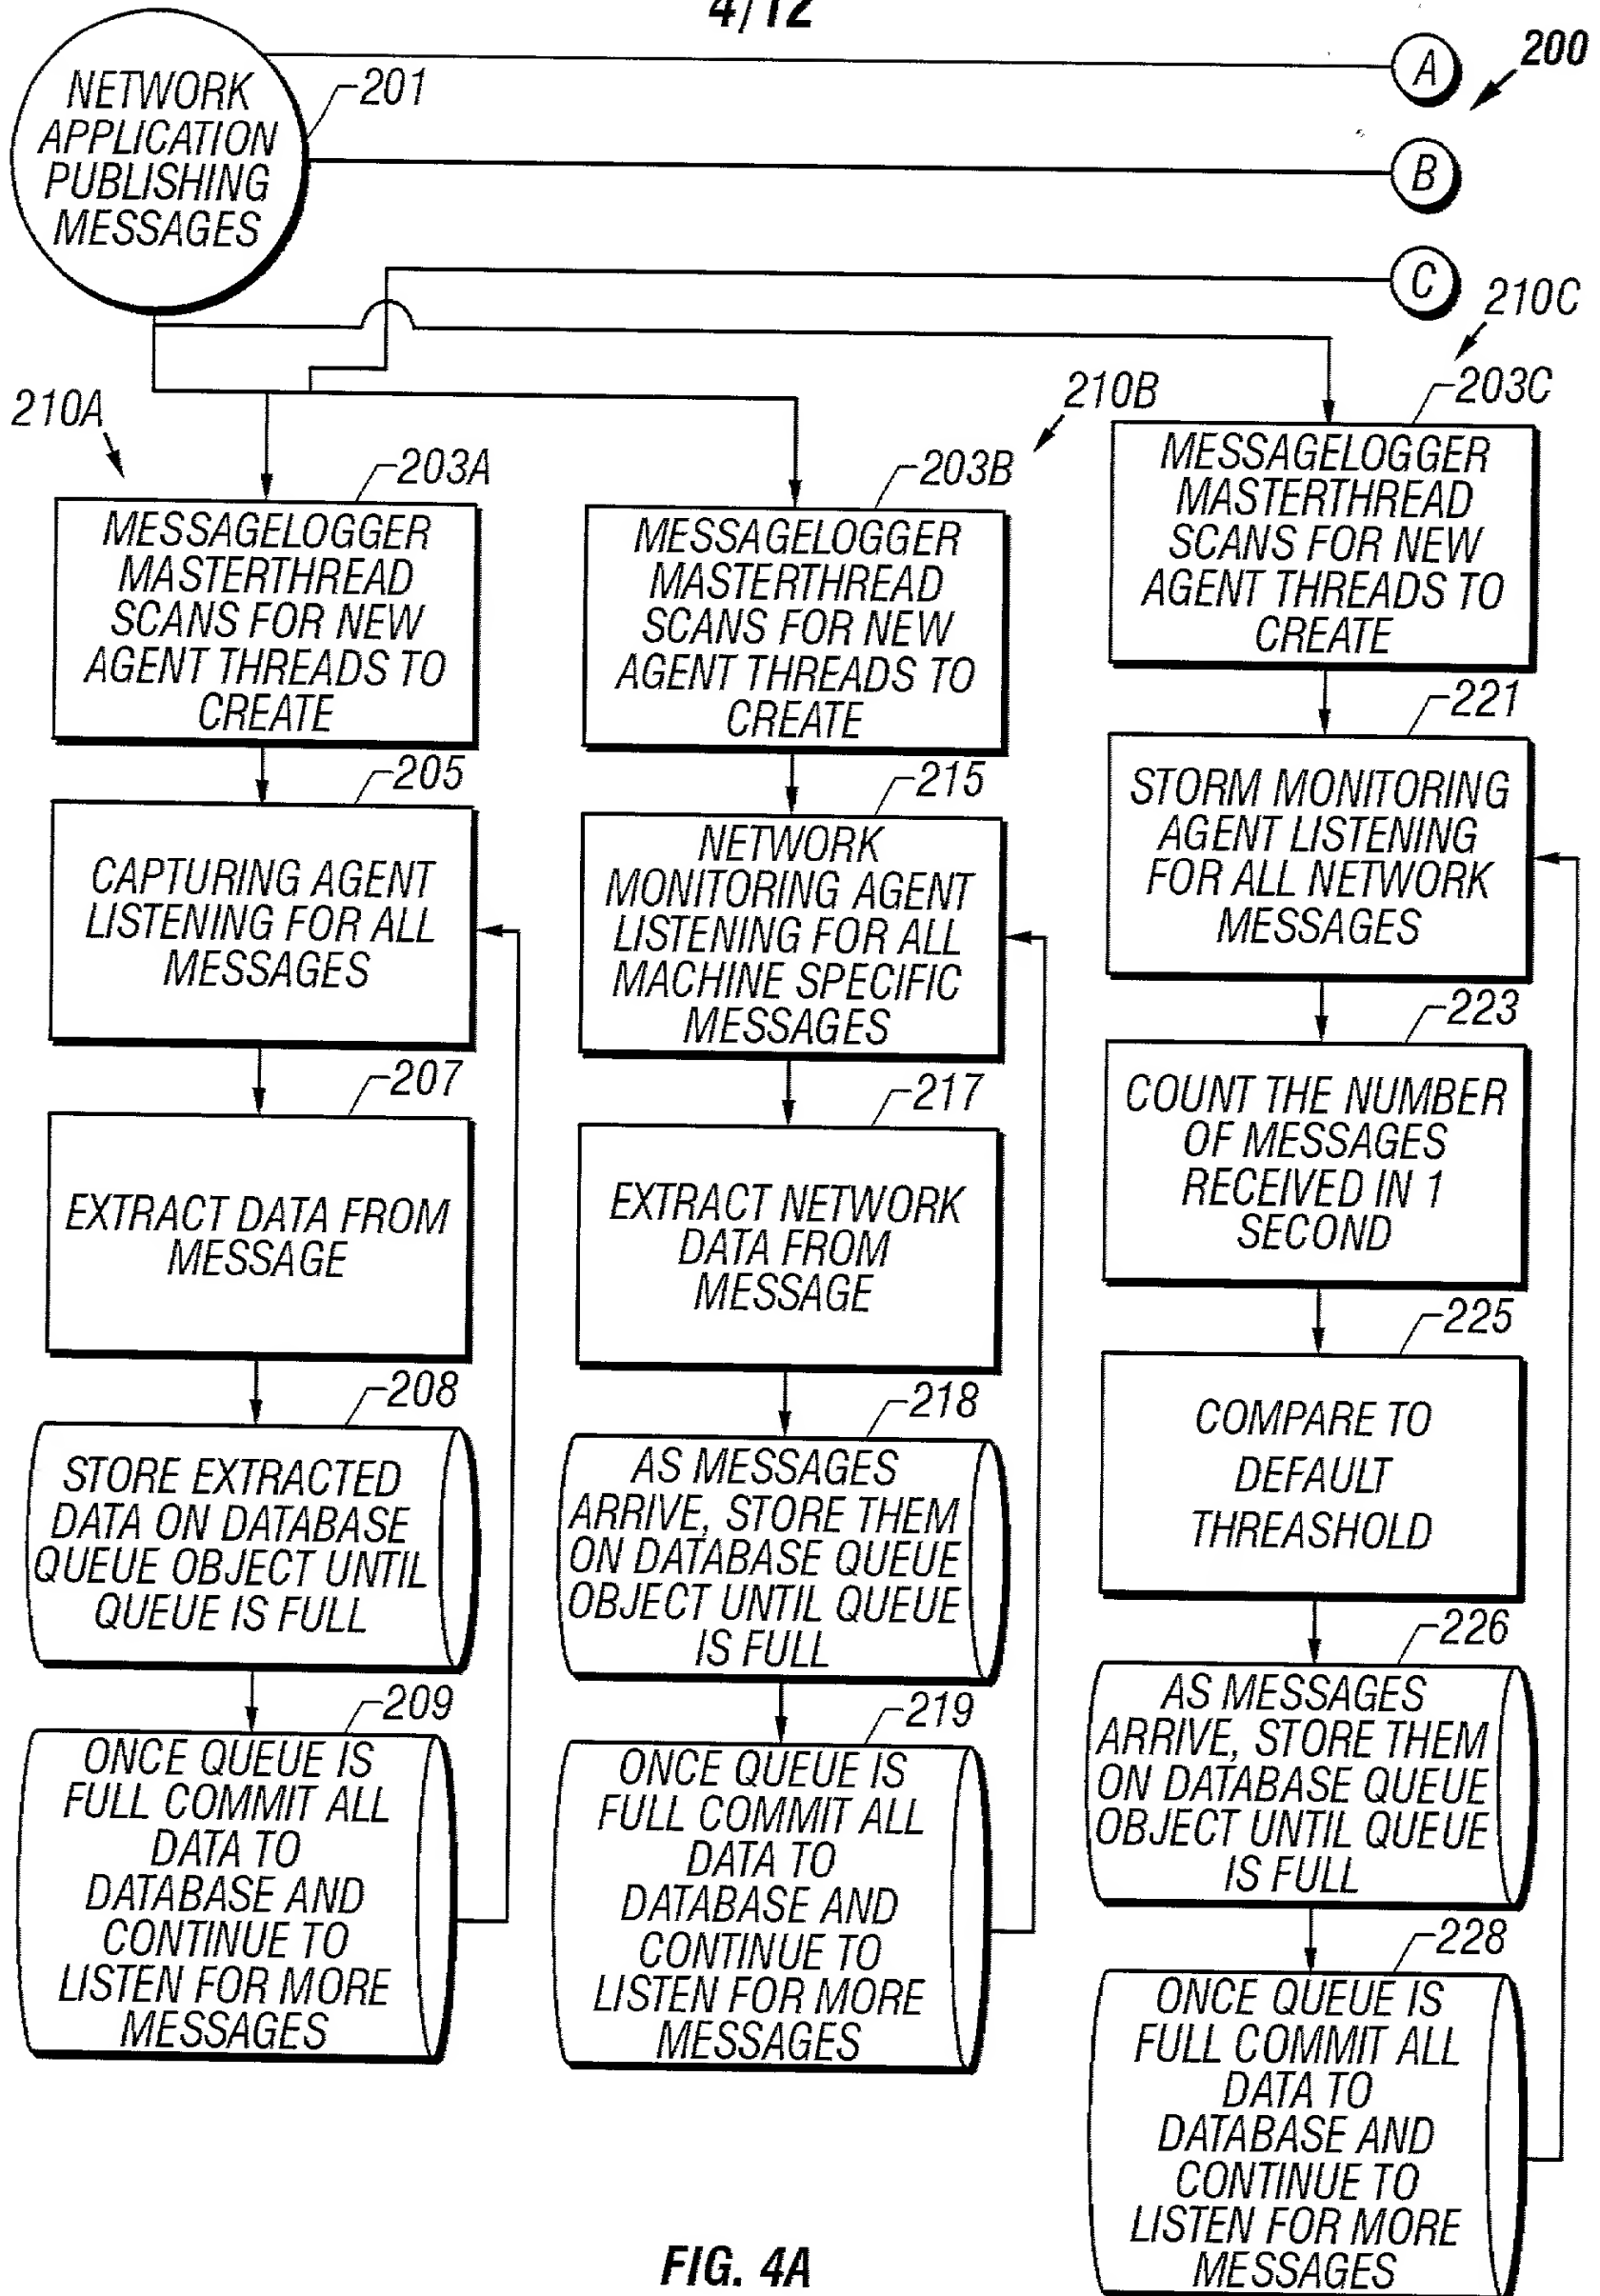 4/12
200
NETWORK
APPLICATION
PUBLISHING
MESSAGES
201
A
B
C
210A
203A
MESSAGELOGGER
MASTERTHREAD
SCANS FOR NEW
AGENT THREADS TO
CREATE
205
CAPTURING AGENT
LISTENING FOR ALL
MESSAGES
207
EXTRACT DATA FROM
MESSAGE
208
STORE EXTRACTED
DATA ON DATABASE
QUEUE OBJECT UNTIL
QUEUE IS FULL
209
ONCE QUEUE IS
FULL COMMIT ALL
DATA TO
DATABASE AND
CONTINUE TO
LISTEN FOR MORE
MESSAGES
210B
203B
MESSAGELOGGER
MASTERTHREAD
SCANS FOR NEW
AGENT THREADS TO
CREATE
215
NETWORK
MONITORING AGENT
LISTENING FOR ALL
MACHINE SPECIFIC
MESSAGES
217
EXTRACT NETWORK
DATA FROM
MESSAGE
218
AS MESSAGES
ARRIVE, STORE THEM
ON DATABASE QUEUE
OBJECT UNTIL QUEUE
IS FULL
219
ONCE QUEUE IS
FULL COMMIT ALL
DATA TO
DATABASE AND
CONTINUE TO
LISTEN FOR MORE
MESSAGES
210C
203C
MESSAGELOGGER
MASTERTHREAD
SCANS FOR NEW
AGENT THREADS TO
CREATE
221
STORM MONITORING
AGENT LISTENING
FOR ALL NETWORK
MESSAGES
223
COUNT THE NUMBER
OF MESSAGES
RECEIVED IN 1
SECOND
225
COMPARE TO
DEFAULT
THREASHOLD
226
AS MESSAGES
ARRIVE, STORE THEM
ON DATABASE QUEUE
OBJECT UNTIL QUEUE
IS FULL
228
ONCE QUEUE IS
FULL COMMIT ALL
DATA TO
DATABASE AND
CONTINUE TO
LISTEN FOR MORE
MESSAGES
FIG. 4A